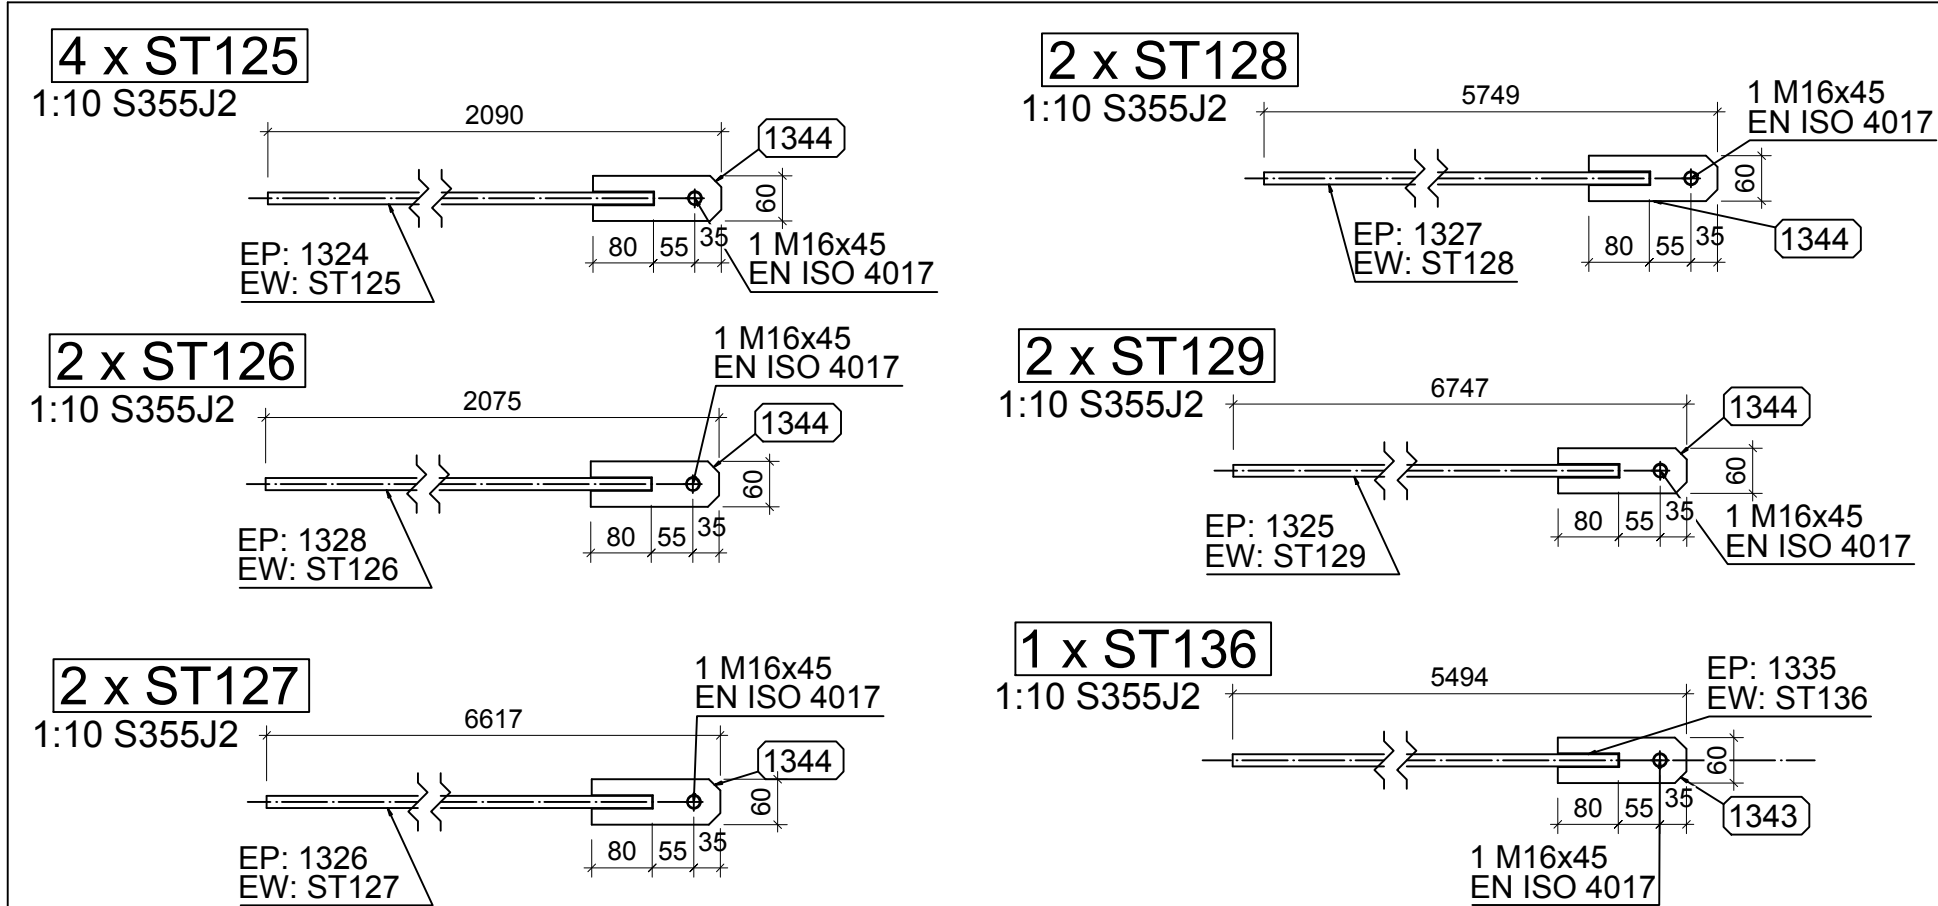 4 x ST125
1:10 S355J2
2090
1344
60
80 55 35
EP: 1324
EW: ST125
1 M16x45
EN ISO 4017
2 x ST126
1:10 S355J2
2075
1 M16x45
EN ISO 4017
1344
60
80 55 35
EP: 1328
EW: ST126
2 x ST127
1:10 S355J2
6617
1 M16x45
EN ISO 4017
1344
60
80 55 35
EP: 1326
EW: ST127
2 x ST128
1:10 S355J2
5749
1 M16x45
EN ISO 4017
60
80 55 35
1344
EP: 1327
EW: ST128
2 x ST129
1:10 S355J2
6747
1344
60
80 55 35
EP: 1325
EW: ST129
1 M16x45
EN ISO 4017
1 x ST136
1:10 S355J2
5494
EP: 1335
EW: ST136
60
80 55 35
1343
1 M16x45
EN ISO 4017